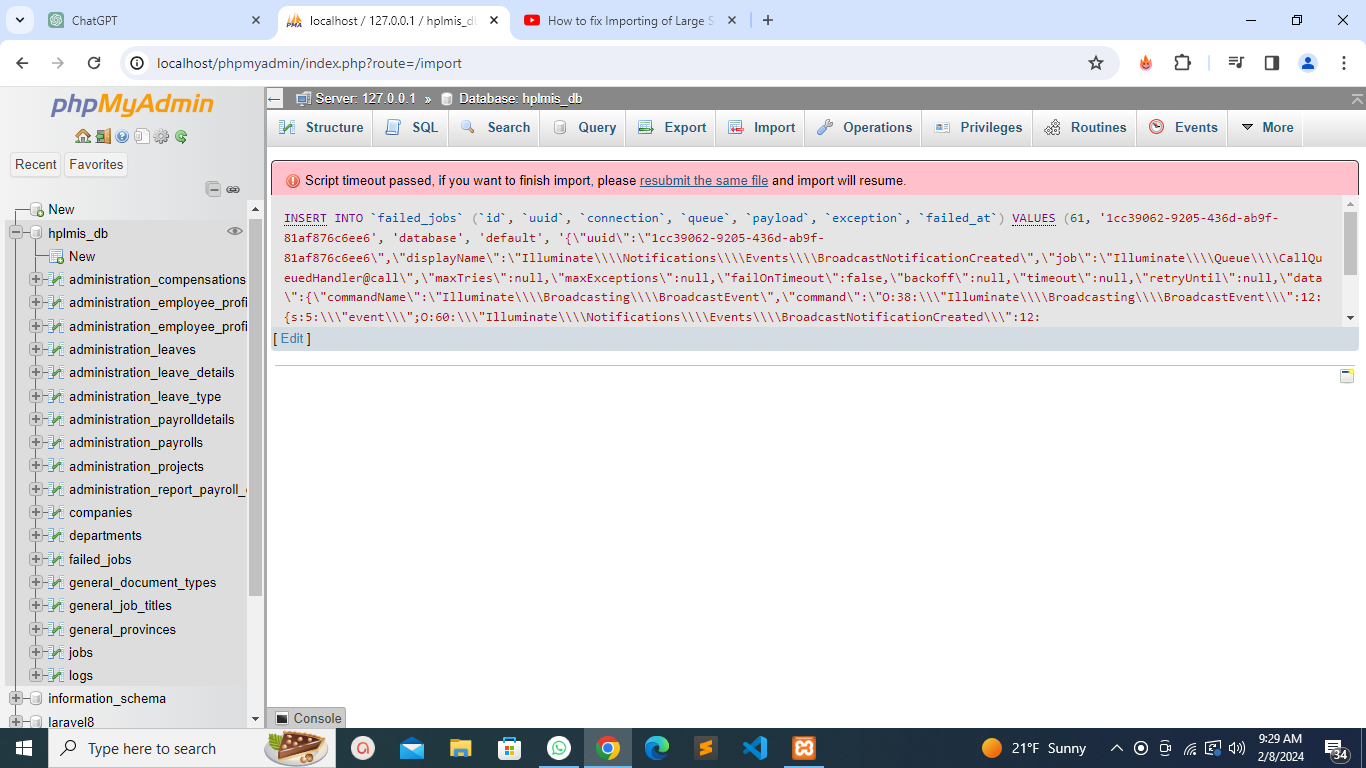 ChatGPT
localhost / 127.0.0.1 / hplmis_db
How to fix Importing of Large S
localhost/phpmyadmin/index.php?route=/import
phpMyAdmin
Recent
Favorites
New
hplmis_db
New
administration_compensations
administration_employee_profi
administration_employee_profi
administration_leaves
administration_leave_details
administration_leave_type
administration_payrolldetails
administration_payrolls
administration_projects
administration_report_payroll_
companies
departments
failed_jobs
general_document_types
general_job_titles
general_provinces
jobs
logs
information_schema
laravel8
Server: 127.0.0.1 » Database: hplmis_db
Structure
SQL
Search
Query
Export
Import
Operations
Privileges
Routines
Events
More
Script timeout passed, if you want to finish import, please resubmit the same file and import will resume.
INSERT INTO `failed_jobs` (`id`, `uuid`, `connection`, `queue`, `payload`, `exception`, `failed_at`) VALUES (61, '1cc39062-9205-436d-ab9f-
81af876c6ee6', 'database', 'default', '{\"uuid\":\"1cc39062-9205-436d-ab9f-
81af876c6ee6\",\"displayName\":\"Illuminate\\\\Notifications\\\\Events\\\\BroadcastNotificationCreated\",\"job\":\"Illuminate\\\\Queue\\\\CallQu
euedHandler@call\",\"maxTries\":null,\"maxExceptions\":null,\"failOnTimeout\":false,\"backoff\":null,\"timeout\":null,\"retryUntil\":null,\"data
\":{\"commandName\":\"Illuminate\\\\Broadcasting\\\\BroadcastEvent\",\"command\":\"O:38:\\\"Illuminate\\\\Broadcasting\\\\BroadcastEvent\\\":12:
{s:5:\\\"event\\\";O:60:\\\"Illuminate\\\\Notifications\\\\Events\\\\BroadcastNotificationCreated\\\":12:
[ Edit ]
Console
Type here to search
21°F Sunny
9:29 AM
2/8/2024
34